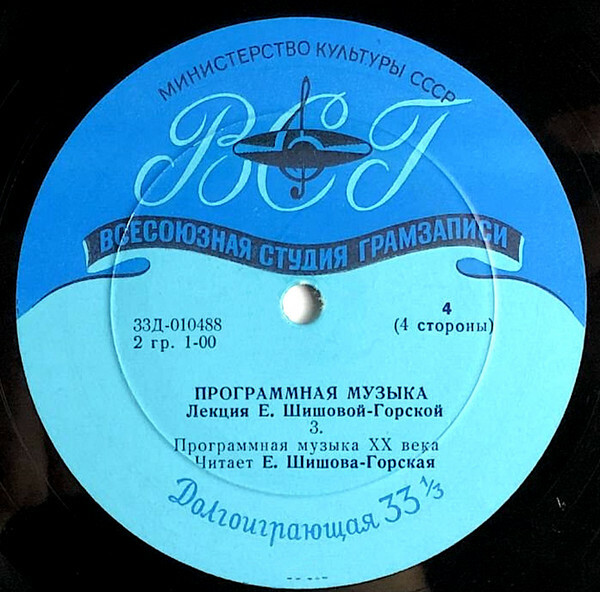 МИНИСТЕРСТВО КУЛЬТУРЫ СССР
ВСГ
ВСЕСОЮЗНАЯ СТУДИЯ ГРАМЗАПИСИ
33Д-010488
2 гр. 1-00
4
(4 стороны)
ПРОГРАММНАЯ МУЗЫКА
Лекция Е. Шишовой-Горской
3.
Программная музыка XX века
Читает Е. Шишова-Горская
Долгоиграющая 33 1/3